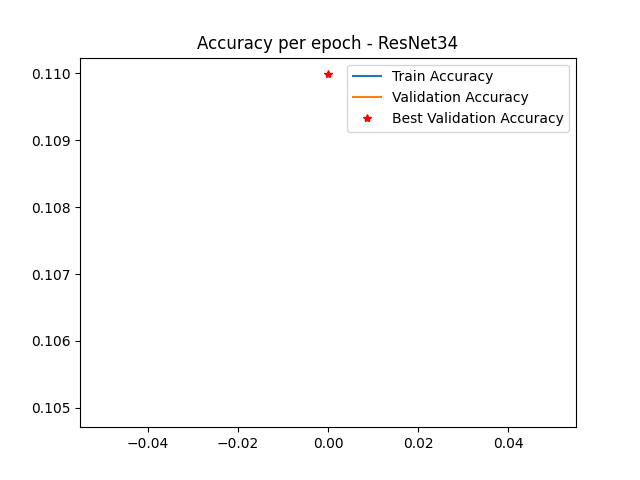 Accuracy per epoch - ResNet34
0.110
0.109
0.108
0.107
0.106
0.105
Train Accuracy
Validation Accuracy
Best Validation Accuracy
−0.04
−0.02
0.00
0.02
0.04